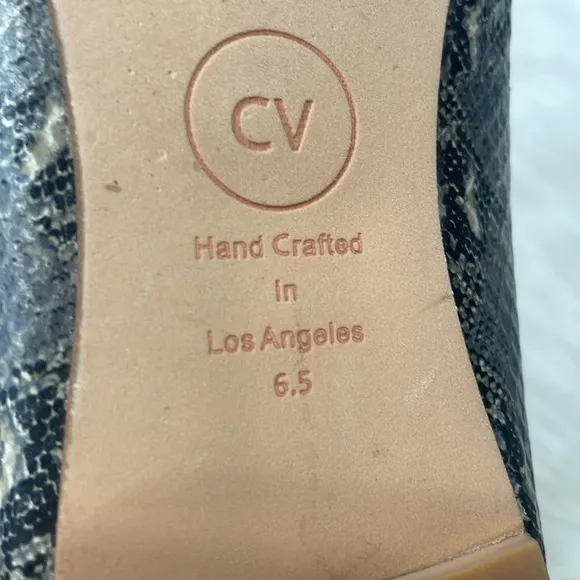 CV
Hand Crafted
in
Los Angeles
6.5